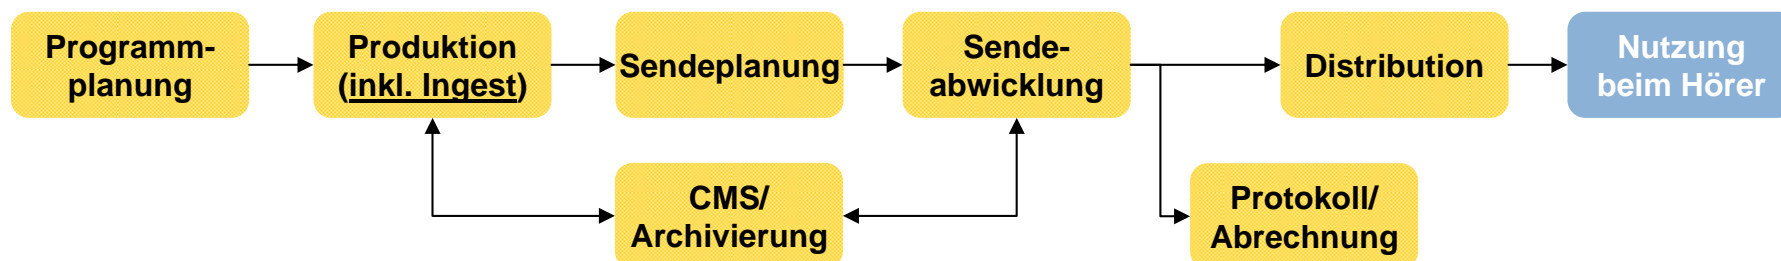 Programm-
planung
Produktion
(inkl. Ingest)
Sendeplanung
Sende-
abwicklung
Distribution
Nutzung
beim Hörer
CMS/
Archivierung
Protokoll/
Abrechnung